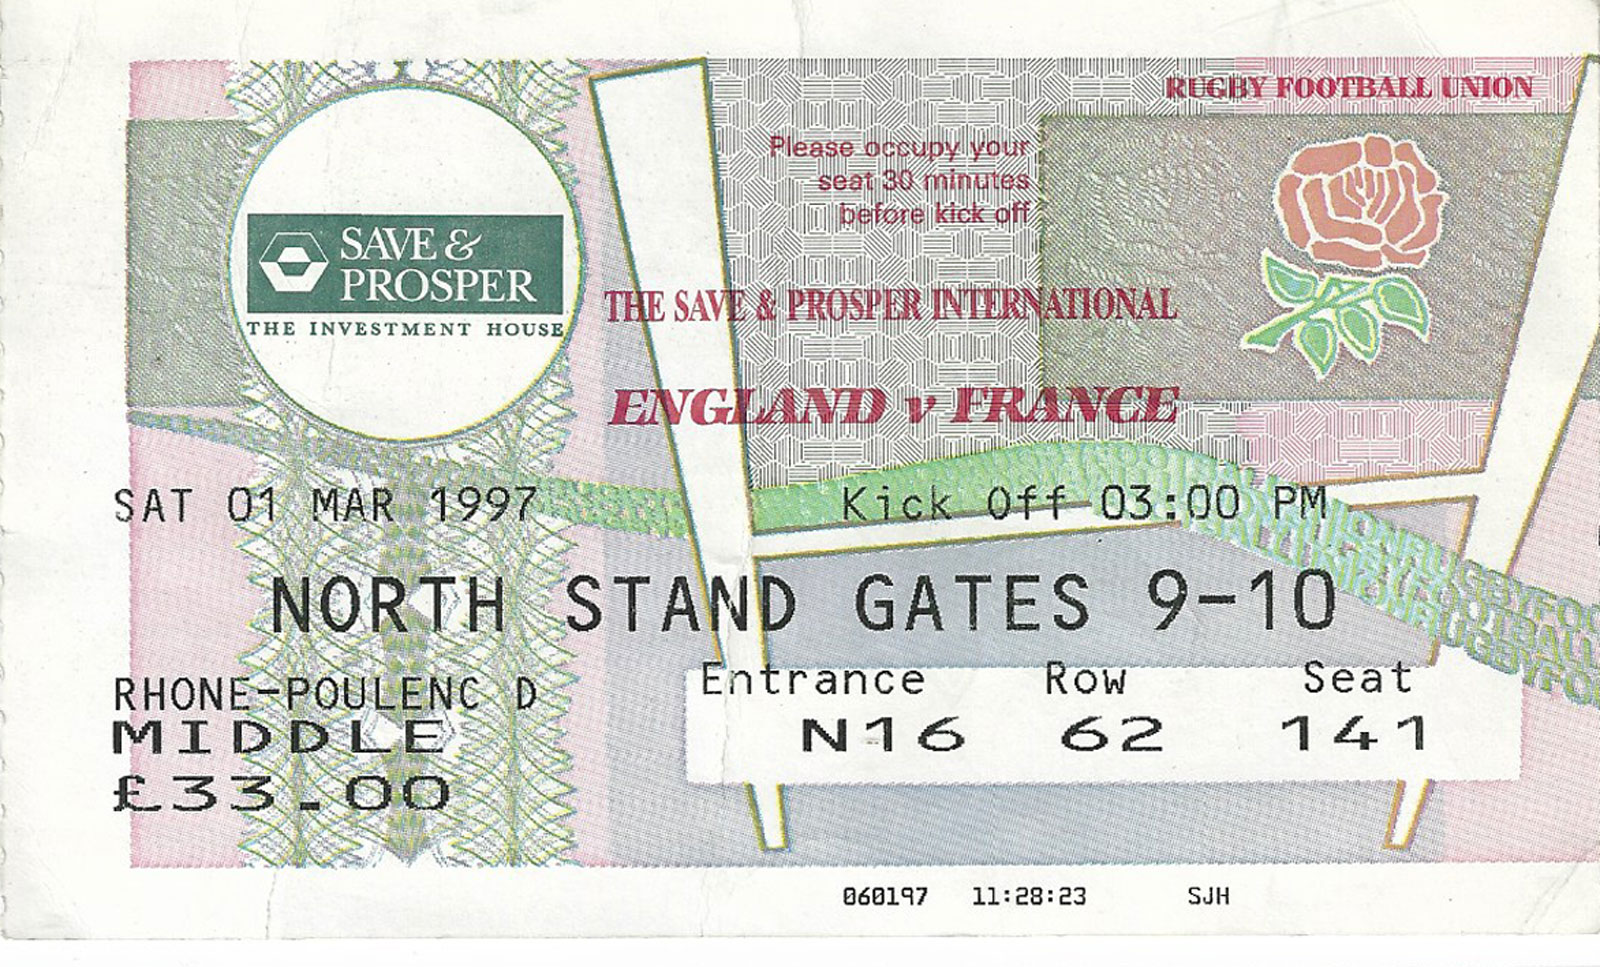 RUGBY FOOTBALL UNION
Please occupy your
seat 30 minutes
before kick off
SAVE &
PROSPER
THE INVESTMENT HOUSE
THE SAVE & PROSPER INTERNATIONAL
ENGLAND v FRANCE
SAT 01 MAR 1997 Kick Off 03:00 PM
NORTH STAND GATES 9-10
Entrance Row Seat
RHONE-POULENC D
MIDDLE N16 62 141
£33.00
060197 11:28:23 SJH